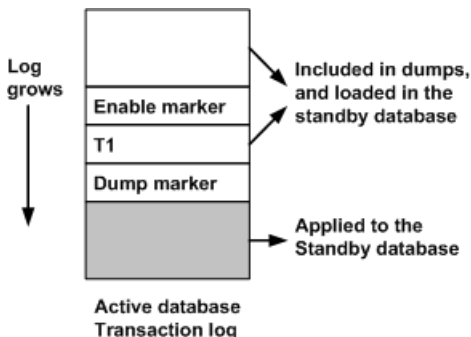 Log
grows
Enable marker
T1
Dump marker
Included in dumps,
and loaded in the
standby database
Applied to the
Standby database
Active database
Transaction log